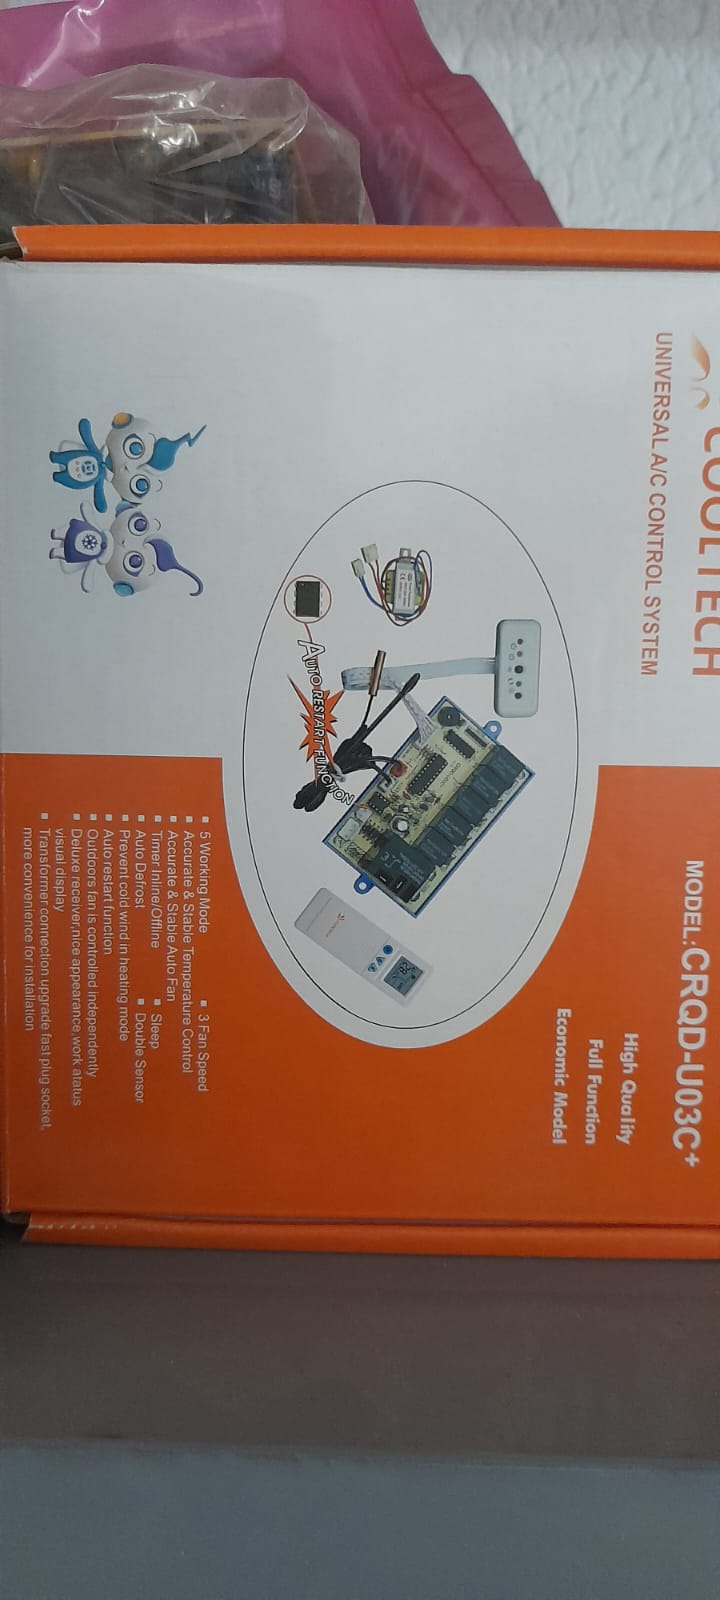 COOLTECH
UNIVERSAL A/C CONTROL SYSTEM
MODEL:CRQD-U03C+
High Quality
Full Function
Economic Model
AUTO RESTART FUNCTION
▪ 5 Working Mode ▪ 3 Fan Speed
▪ Accurate & Stable Temperature Control
▪ Accurate & Stable Auto Fan
▪ Timer Inline/Offline ▪ Sleep
▪ Auto Defrost ▪ Double Sensor
▪ Prevent cold wind in heating mode
▪ Auto restart function
▪ Outdoors fan is controlled independently
▪ Deluxe receiver,nice appearance,work atatus
visual display
▪ Transformer connection upgrade fast plug socket,
more convenience for installation